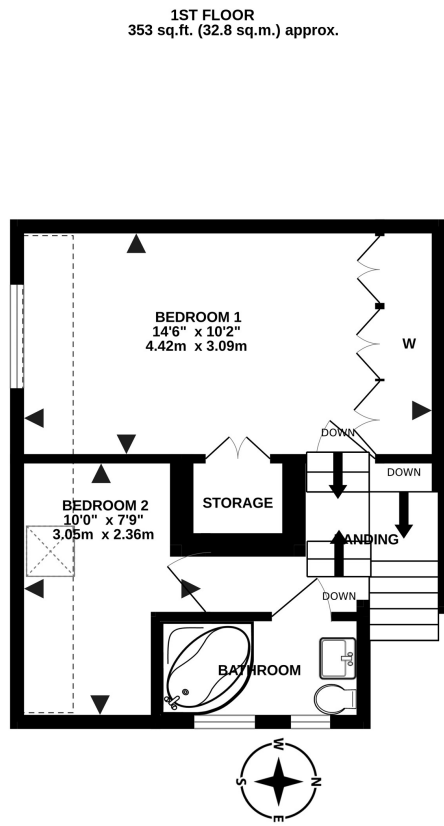 1ST FLOOR
353 sq.ft. (32.8 sq.m.) approx.
BEDROOM 1
14'6" x 10'2"
4.42m x 3.09m
W
DOWN
DOWN
STORAGE
BEDROOM 2
10'0" x 7'9"
3.05m x 2.36m
LANDING
DOWN
BATHROOM
W
S
N
E